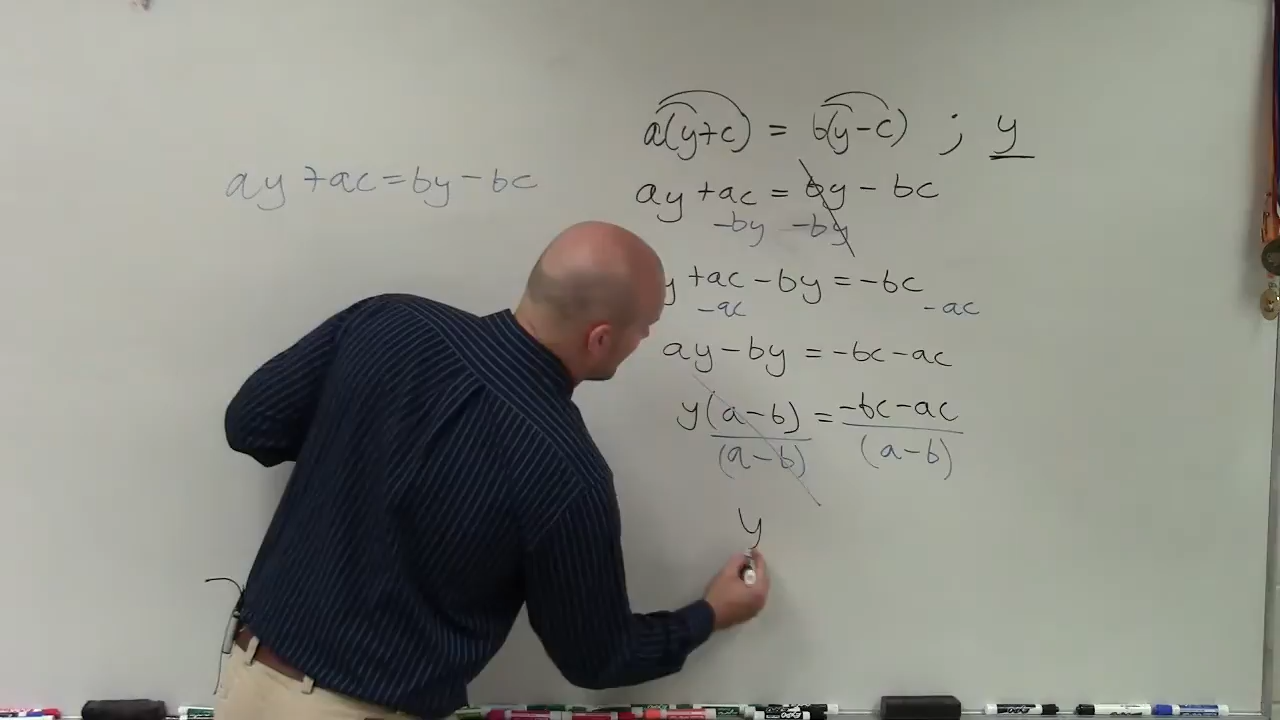 a(y+c) = b(y-c) ; y
ay +ac = by - bc
ay +ac = by - bc
-by -by
y +ac - by = -bc
-ac -ac
ay - by = -bc - ac
y(a-b) = -bc - ac
(a-b) (a-b)
y